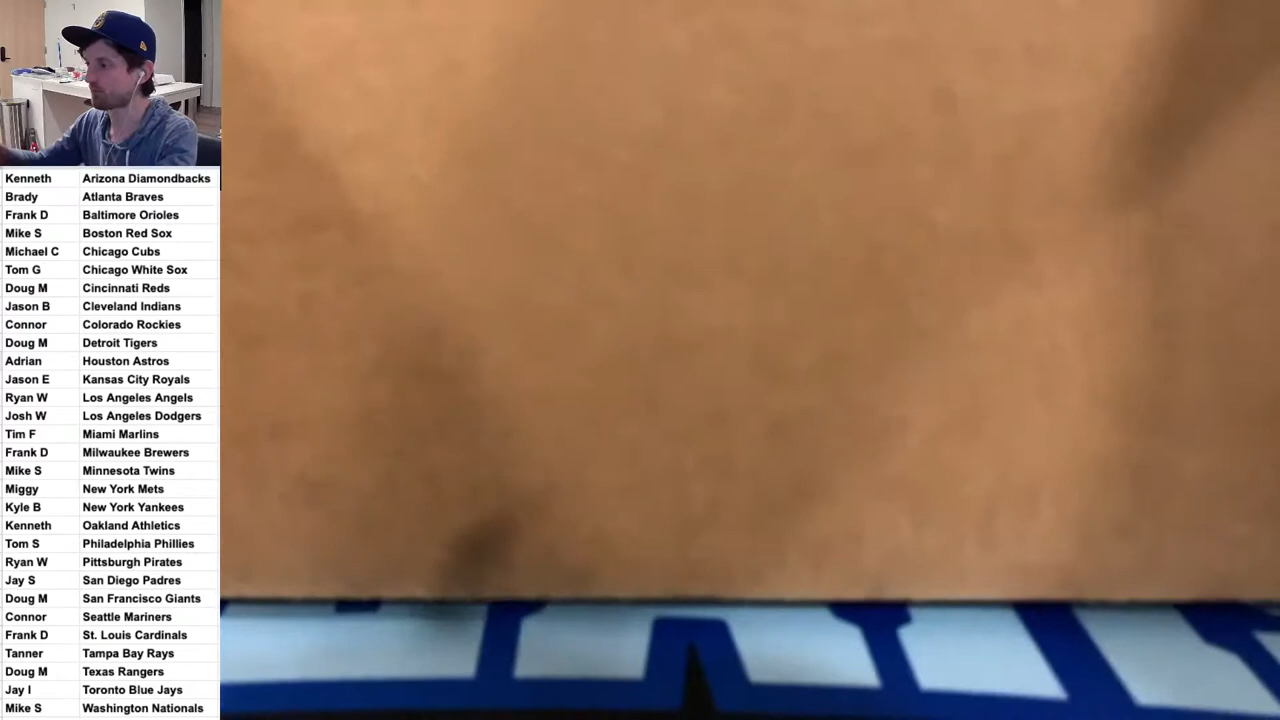 Kenneth Arizona Diamondbacks
Brady Atlanta Braves
Frank D Baltimore Orioles
Mike S Boston Red Sox
Michael C Chicago Cubs
Tom G Chicago White Sox
Doug M Cincinnati Reds
Jason B Cleveland Indians
Connor Colorado Rockies
Doug M Detroit Tigers
Adrian Houston Astros
Jason E Kansas City Royals
Ryan W Los Angeles Angels
Josh W Los Angeles Dodgers
Tim F Miami Marlins
Frank D Milwaukee Brewers
Mike S Minnesota Twins
Miggy New York Mets
Kyle B New York Yankees
Kenneth Oakland Athletics
Tom S Philadelphia Phillies
Ryan W Pittsburgh Pirates
Jay S San Diego Padres
Doug M San Francisco Giants
Connor Seattle Mariners
Frank D St. Louis Cardinals
Tanner Tampa Bay Rays
Doug M Texas Rangers
Jay I Toronto Blue Jays
Mike S Washington Nationals